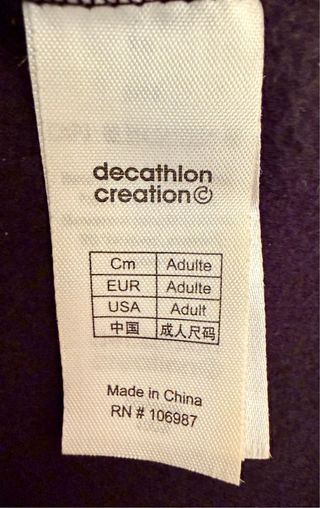 decathlon
creation©
Cm Adulte
EUR Adulte
USA Adult
中国 成人尺码
Made in China
RN # 106987